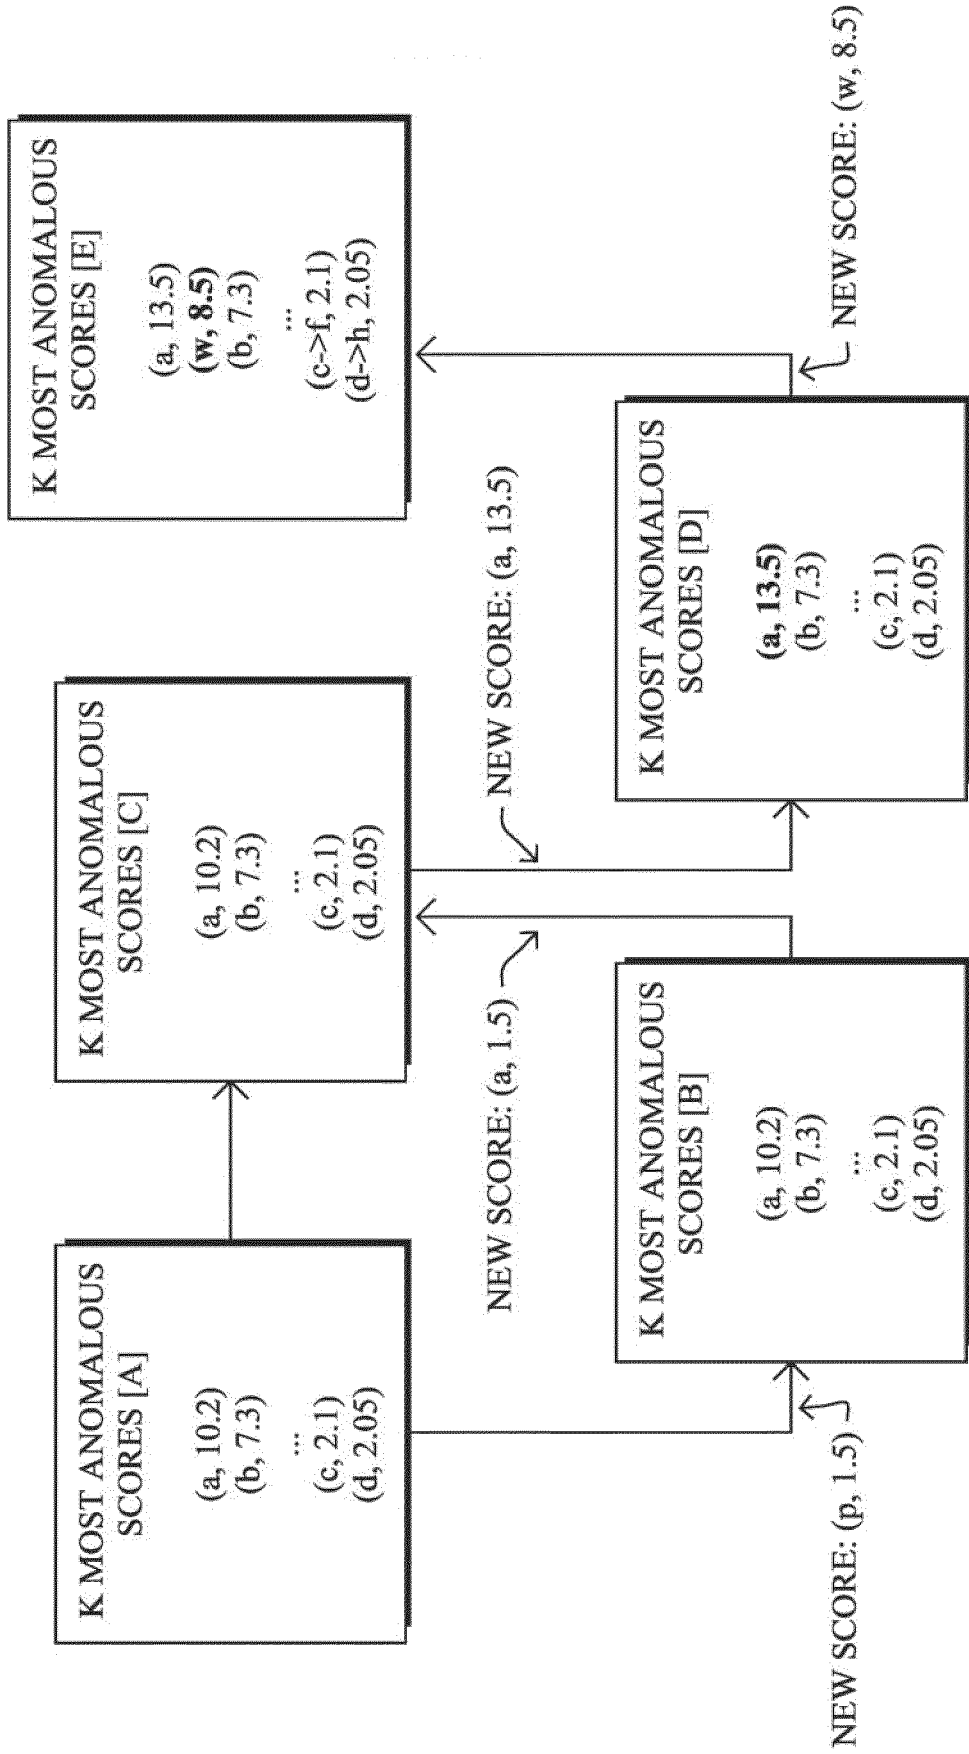 K MOST ANOMALOUS
SCORES [A]
(a, 10.2)
(b, 7.3)
...
(c, 2.1)
(d, 2.05)
K MOST ANOMALOUS
SCORES [C]
(a, 10.2)
(b, 7.3)
...
(c, 2.1)
(d, 2.05)
K MOST ANOMALOUS
SCORES [E]
(a, 13.5)
(w, 8.5)
(b, 7.3)
...
(c->f, 2.1)
(d->h, 2.05)
NEW SCORE: (a, 1.5)
NEW SCORE: (a, 13.5)
K MOST ANOMALOUS
SCORES [B]
(a, 10.2)
(b, 7.3)
...
(c, 2.1)
(d, 2.05)
K MOST ANOMALOUS
SCORES [D]
(a, 13.5)
(b, 7.3)
...
(c, 2.1)
(d, 2.05)
NEW SCORE: (p, 1.5)
NEW SCORE: (w, 8.5)